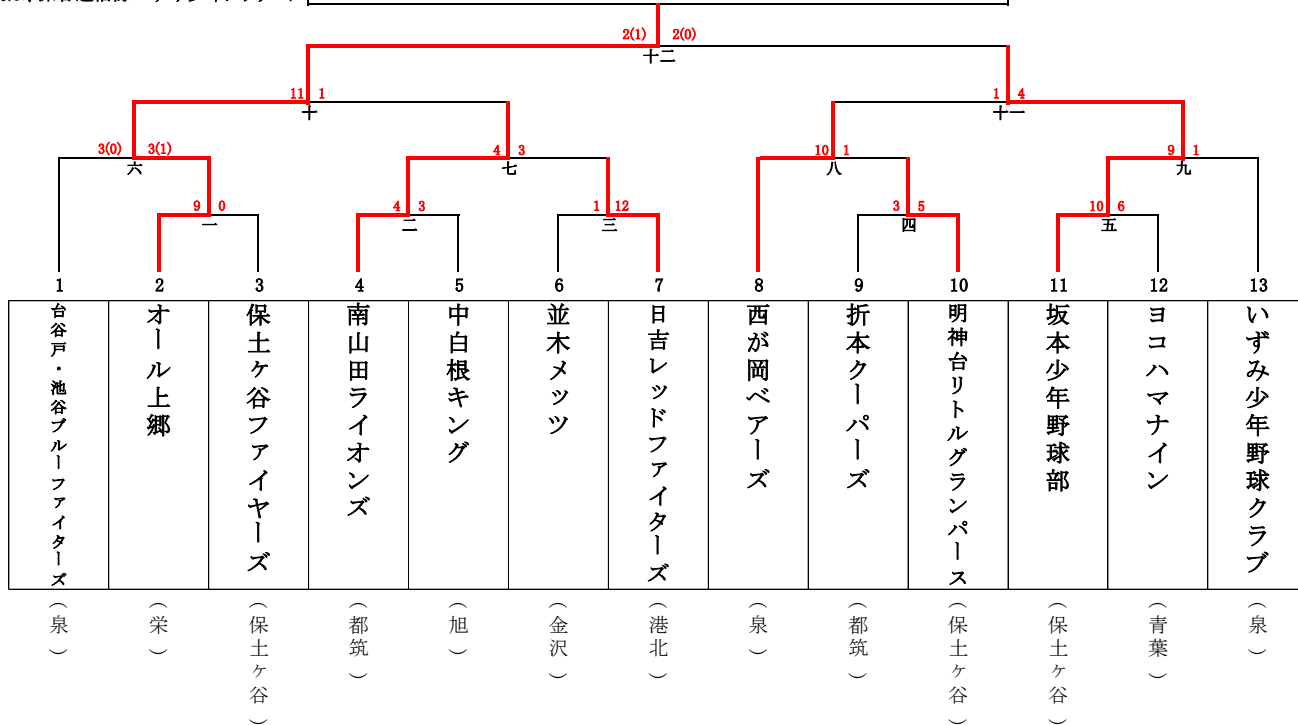 2(1) 2(0)
十二
11 1
十
1 4
十一
3(0) 3(1)
六
4 3
七
10 1
八
9 1
九
9 0
一
4 3
二
1 12
三
3 5
四
10 6
五
1 2 3 4 5 6 7 8 9 10 11 12 13
台谷戸・池谷ブルーファイターズ
(泉)
オール上郷
(栄)
保土ケ谷ファイヤーズ
(保土ヶ谷)
南山田ライオンズ
(都筑)
中白根キング
(旭)
並木メッツ
(金沢)
日吉レッドファイターズ
(港北)
西が岡ベアーズ
(泉)
折本クーパーズ
(都筑)
明神台リトルグランパース
(保土ヶ谷)
坂本少年野球部
(保土ヶ谷)
ヨコハマナイン
(青葉)
いずみ少年野球クラブ
(泉)